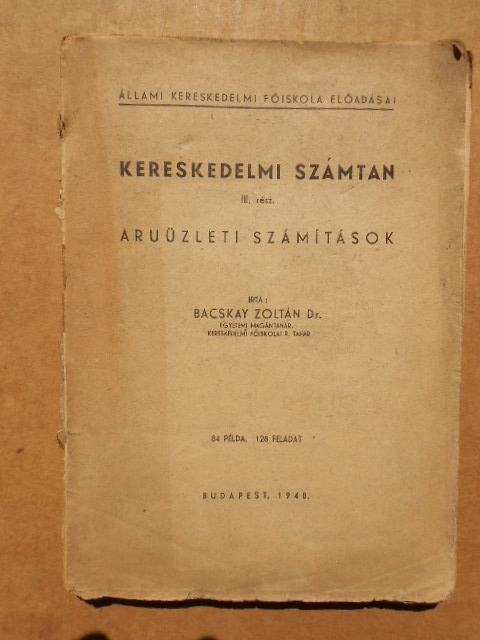 ÁLLAMI KERESKEDELMI FŐISKOLA ELŐADÁSAI
KERESKEDELMI SZÁMTAN
III. rész.
ARUÜZLETI SZÁMÍTÁSOK
IRTA:
BACSKAY ZOLTÁN Dr.
EGYETEMI MAGÁNTANÁR,
KERESKEDELMI FŐISKOLAI R. TANÁR
84 PÉLDA, 128 FELADAT
BUDAPEST, 1948.